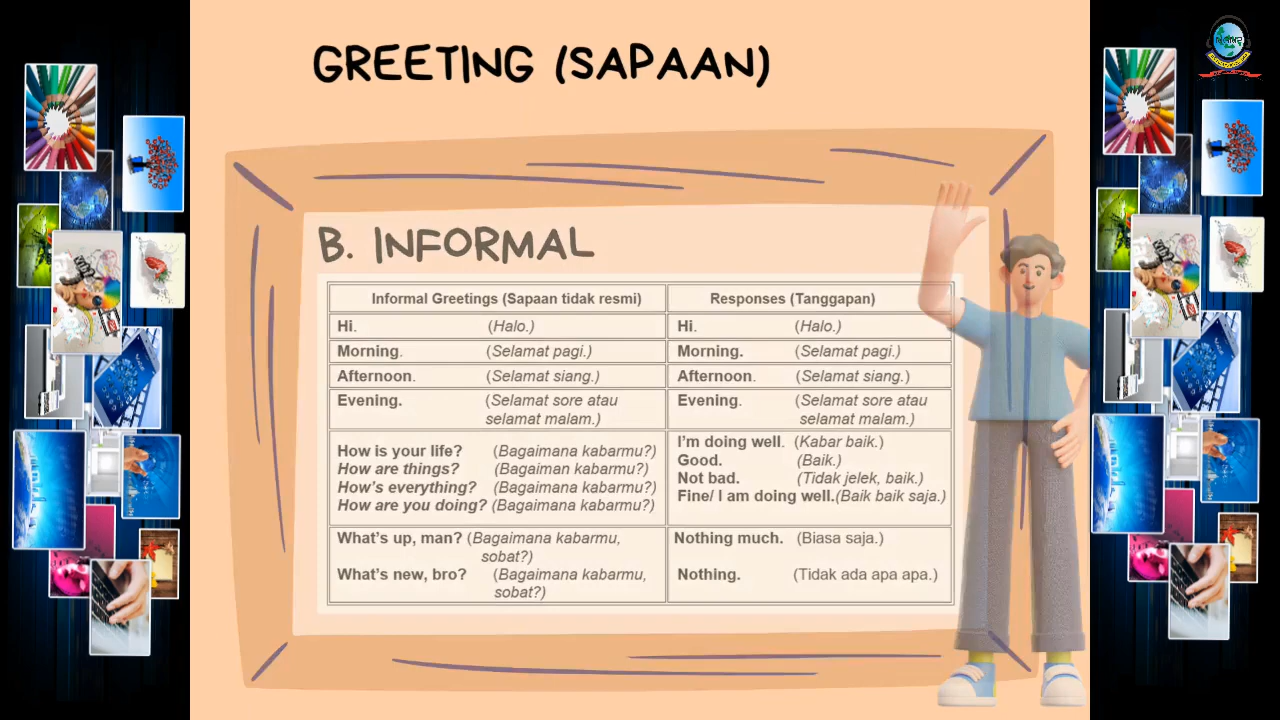 GREETING (SAPAAN)
B. INFORMAL
Informal Greetings (Sapaan tidak resmi) Responses (Tanggapan)
Hi. (Halo.) Hi. (Halo.)
Morning. (Selamat pagi.) Morning. (Selamat pagi.)
Afternoon. (Selamat siang.) Afternoon. (Selamat siang.)
Evening. (Selamat sore atau
selamat malam.)
Evening. (Selamat sore atau
selamat malam.)
How is your life? (Bagaimana kabarmu?)
How are things? (Bagaiman kabarmu?)
How's everything? (Bagaimana kabarmu?)
How are you doing? (Bagaimana kabarmu?)
I'm doing well. (Kabar baik.)
Good. (Baik.)
Not bad. (Tidak jelek, baik.)
Fine/ I am doing well.(Baik baik saja.)
What's up, man? (Bagaimana kabarmu,
sobat?)
What's new, bro? (Bagaimana kabarmu,
sobat?)
Nothing much. (Biasa saja.)
Nothing. (Tidak ada apa apa.)